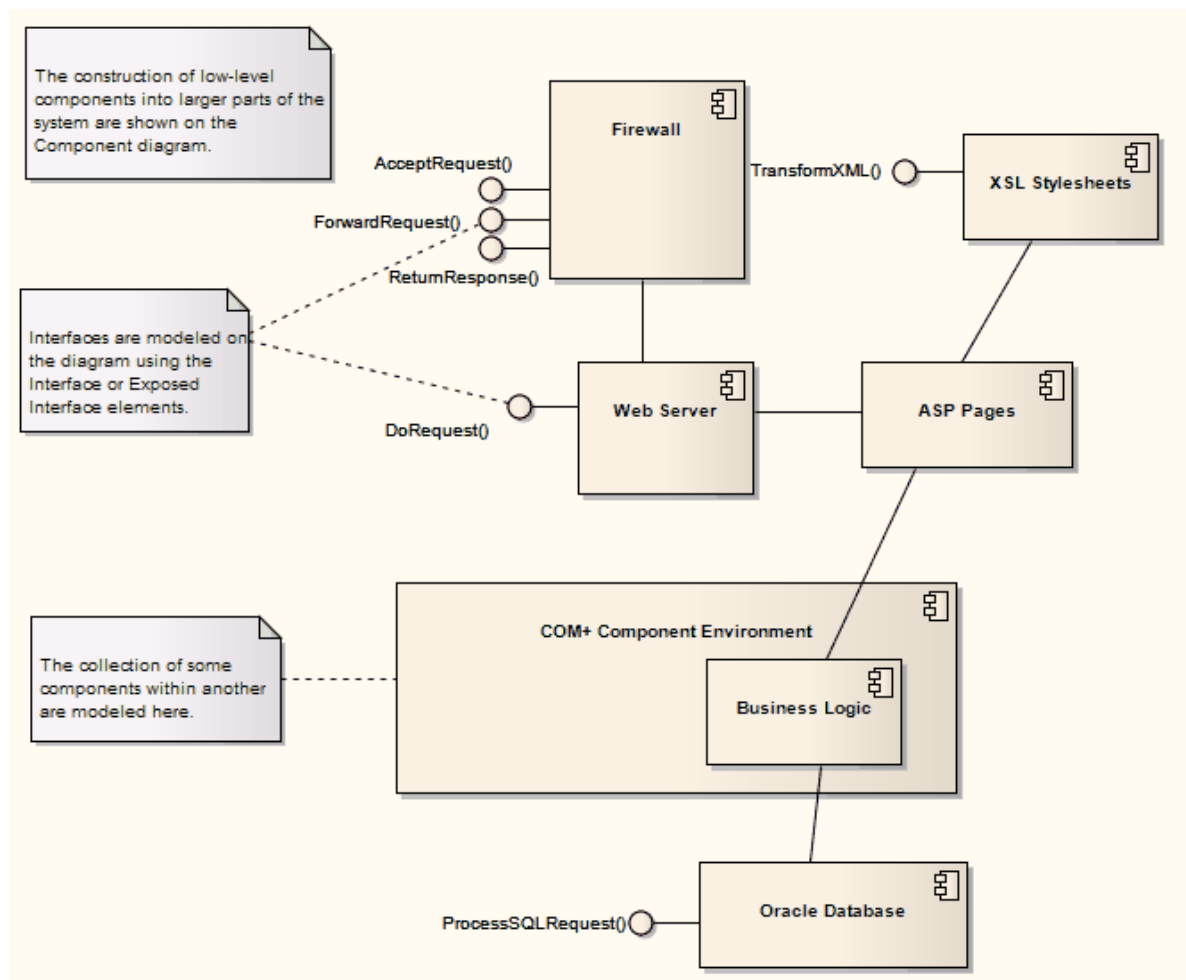 The construction of low-level
components into larger parts of the
system are shown on the
Component diagram.
Firewall
AcceptRequest()
ForwardRequest()
ReturnResponse()
TransformXML()
XSL Stylesheets
Interfaces are modeled on
the diagram using the
Interface or Exposed
Interface elements.
DoRequest()
Web Server
ASP Pages
COM+ Component Environment
The collection of some
components within another
are modeled here.
Business Logic
Oracle Database
ProcessSQLRequest()